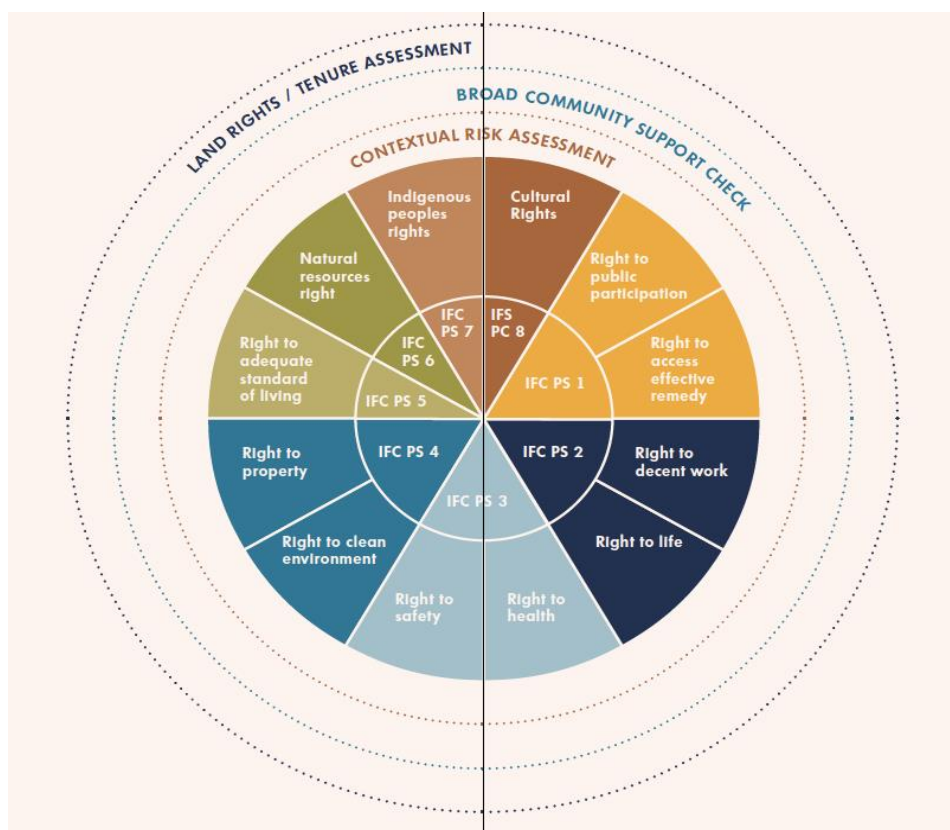 LAND RIGHTS / TENURE ASSESSMENT
BROAD COMMUNITY SUPPORT CHECK
CONTEXTUAL RISK ASSESSMENT
Indigenous
peoples
rights
Cultural
Rights
Natural
resources
right
Right to
public
participation
IFC
PS 7
IFS
PC 8
IFC
PS 6
Right to
adequate
standard
of living
Right to
access
effective
remedy
IFC PS 1
IFC PS 5
Right to
property
IFC PS 4
IFC PS 2
Right to
decent work
IFC PS 3
Right to clean
environment
Right to life
Right to
safety
Right to
health